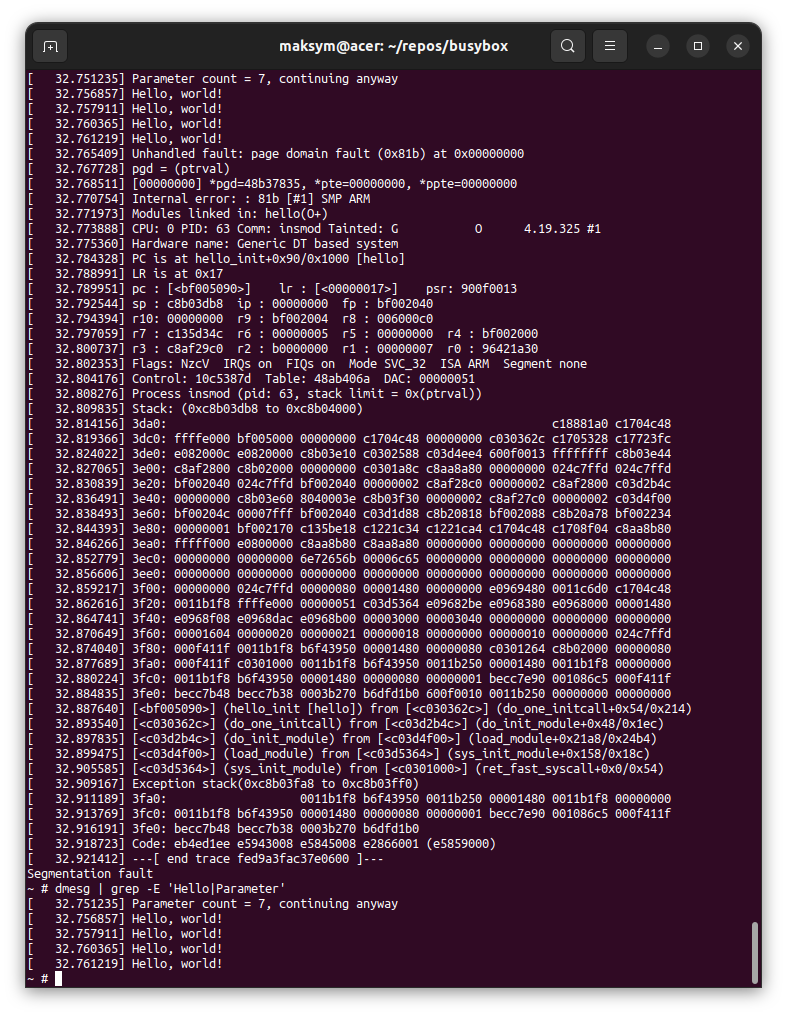 maksym@acer: ~/repos/busybox
[   32.751235] Parameter count = 7, continuing anyway
[   32.756857] Hello, world!
[   32.757911] Hello, world!
[   32.760365] Hello, world!
[   32.761219] Hello, world!
[   32.765409] Unhandled fault: page domain fault (0x81b) at 0x00000000
[   32.767728] pgd = (ptrval)
[   32.768511] [00000000] *pgd=48b37835, *pte=00000000, *ppte=00000000
[   32.770754] Internal error: : 81b [#1] SMP ARM
[   32.771973] Modules linked in: hello(O+)
[   32.773888] CPU: 0 PID: 63 Comm: insmod Tainted: G           O      4.19.325 #1
[   32.775360] Hardware name: Generic DT based system
[   32.784328] PC is at hello_init+0x90/0x1000 [hello]
[   32.788991] LR is at 0x17
[   32.789951] pc : [<bf005090>]    lr : [<00000017>]    psr: 900f0013
[   32.792544] sp : c8b03db8  ip : 00000000  fp : bf002040
[   32.794394] r10: 00000000  r9 : bf002004  r8 : 006000c0
[   32.797059] r7 : c135d34c  r6 : 00000005  r5 : 00000000  r4 : bf002000
[   32.800737] r3 : c8af29c0  r2 : b0000000  r1 : 00000007  r0 : 96421a30
[   32.802353] Flags: NzcV  IRQs on  FIQs on  Mode SVC_32  ISA ARM  Segment none
[   32.804176] Control: 10c5387d  Table: 48ab406a  DAC: 00000051
[   32.808276] Process insmod (pid: 63, stack limit = 0x(ptrval))
[   32.809835] Stack: (0xc8b03db8 to 0xc8b04000)
[   32.814156] 3da0:                                                       c18881a0 c1704c48
[   32.819366] 3dc0: ffffe000 bf005000 00000000 c1704c48 00000000 c030362c c1705328 c17723fc
[   32.824022] 3de0: e082000c e0820000 c8b03e10 c0302588 c03d4ee4 600f0013 ffffffff c8b03e44
[   32.827065] 3e00: c8af2800 c8b02000 00000000 c0301a8c c8aa8a80 00000000 024c7ffd 024c7ffd
[   32.830839] 3e20: bf002040 024c7ffd bf002040 00000002 c8af28c0 00000002 c8af2800 c03d2b4c
[   32.836491] 3e40: 00000000 c8b03e60 8040003e c8b03f30 00000002 c8af27c0 00000002 c03d4f00
[   32.838493] 3e60: bf00204c 00007fff bf002040 c03d1d88 c8b20818 bf002088 c8b20a78 bf002234
[   32.844393] 3e80: 00000001 bf002170 c135be18 c1221c34 c1221ca4 c1704c48 c1708f04 c8aa8b80
[   32.846266] 3ea0: fffff000 e0800000 c8aa8b80 c8aa8a80 00000000 00000000 00000000 00000000
[   32.852779] 3ec0: 00000000 00000000 6e72656b 00006c65 00000000 00000000 00000000 00000000
[   32.856606] 3ee0: 00000000 00000000 00000000 00000000 00000000 00000000 00000000 00000000
[   32.859217] 3f00: 00000000 024c7ffd 00000080 00001480 00000000 e0969480 0011c6d0 c1704c48
[   32.862616] 3f20: 0011b1f8 ffffe000 00000051 c03d5364 e09682be e0968380 e0968000 00001480
[   32.864741] 3f40: e0968f08 e0968dac e0968b00 00003000 00003040 00000000 00000000 00000000
[   32.870649] 3f60: 00001604 00000020 00000021 00000018 00000000 00000010 00000000 024c7ffd
[   32.874040] 3f80: 000f411f 0011b1f8 b6f43950 00001480 00000080 c0301264 c8b02000 00000080
[   32.877689] 3fa0: 000f411f c0301000 0011b1f8 b6f43950 0011b250 00001480 0011b1f8 00000000
[   32.880224] 3fc0: 0011b1f8 b6f43950 00001480 00000080 00000001 becc7e90 001086c5 000f411f
[   32.884835] 3fe0: becc7b48 becc7b38 0003b270 b6dfd1b0 600f0010 0011b250 00000000 00000000
[   32.887640] [<bf005090>] (hello_init [hello]) from [<c030362c>] (do_one_initcall+0x54/0x214)
[   32.893540] [<c030362c>] (do_one_initcall) from [<c03d2b4c>] (do_init_module+0x48/0x1ec)
[   32.897835] [<c03d2b4c>] (do_init_module) from [<c03d4f00>] (load_module+0x21a8/0x24b4)
[   32.899475] [<c03d4f00>] (load_module) from [<c03d5364>] (sys_init_module+0x158/0x18c)
[   32.905585] [<c03d5364>] (sys_init_module) from [<c0301000>] (ret_fast_syscall+0x0/0x54)
[   32.909167] Exception stack(0xc8b03fa8 to 0xc8b03ff0)
[   32.911189] 3fa0:                   0011b1f8 b6f43950 0011b250 00001480 0011b1f8 00000000
[   32.913769] 3fc0: 0011b1f8 b6f43950 00001480 00000080 00000001 becc7e90 001086c5 000f411f
[   32.916191] 3fe0: becc7b48 becc7b38 0003b270 b6dfd1b0
[   32.918723] Code: eb4ed1ee e5943008 e5845008 e2866001 (e5859000)
[   32.921412] ---[ end trace fed9a3fac37e0600 ]---
Segmentation fault
~ # dmesg | grep -E 'Hello|Parameter'
[   32.751235] Parameter count = 7, continuing anyway
[   32.756857] Hello, world!
[   32.757911] Hello, world!
[   32.760365] Hello, world!
[   32.761219] Hello, world!
~ #